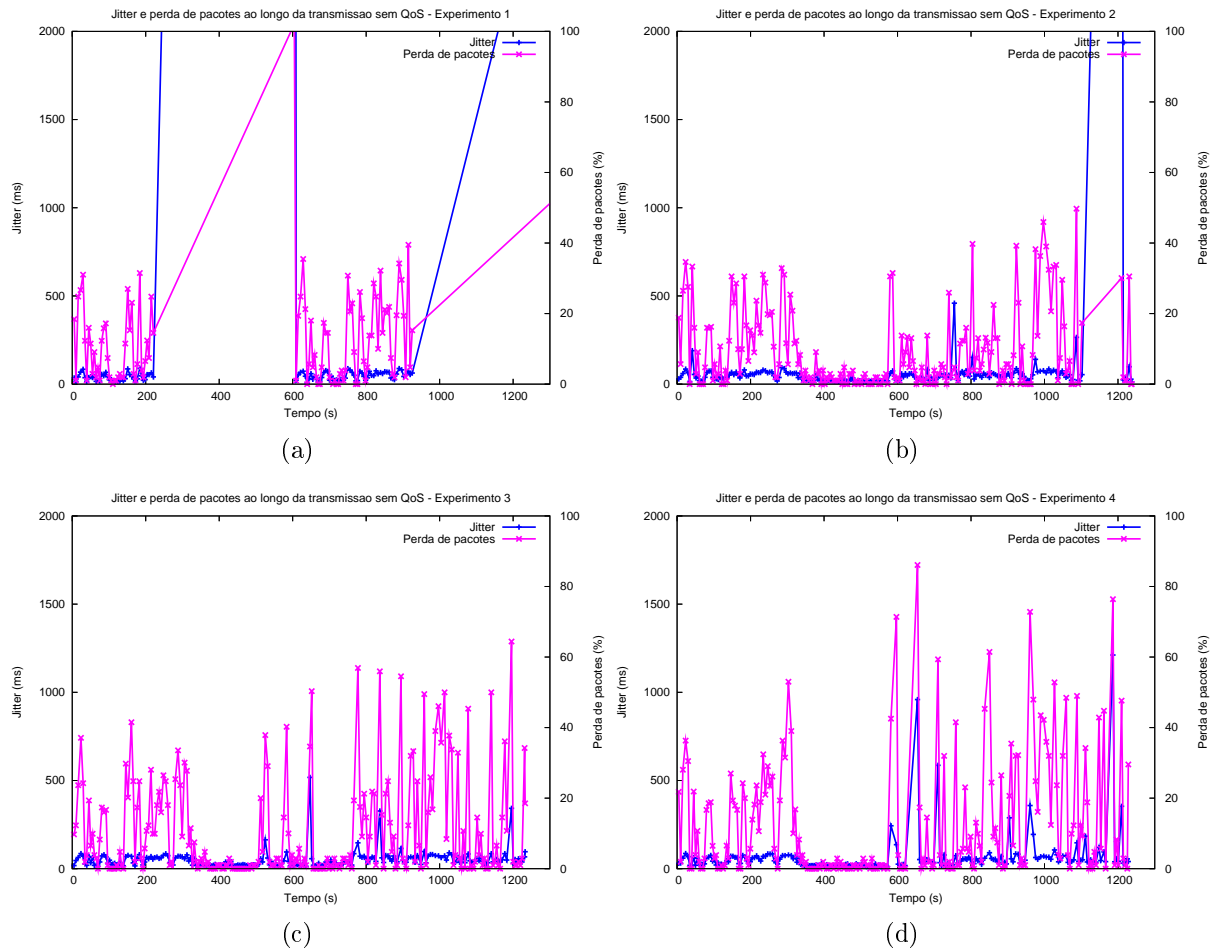 Jitter e perda de pacotes ao longo da transmissao sem QoS - Experimento 1
Jitter
Perda de pacotes
2000
1500
1000
500
0
Jitter (ms)
100
80
60
40
20
0
Perda de pacotes (%)
0 200 400 600 800 1000 1200
Tempo (s)
(a)
Jitter e perda de pacotes ao longo da transmissao sem QoS - Experimento 2
Jitter
Perda de pacotes
2000
1500
1000
500
0
Jitter (ms)
100
80
60
40
20
0
Perda de pacotes (%)
0 200 400 600 800 1000 1200
Tempo (s)
(b)
Jitter e perda de pacotes ao longo da transmissao sem QoS - Experimento 3
Jitter
Perda de pacotes
2000
1500
1000
500
0
Jitter (ms)
100
80
60
40
20
0
Perda de pacotes (%)
0 200 400 600 800 1000 1200
Tempo (s)
(c)
Jitter e perda de pacotes ao longo da transmissao sem QoS - Experimento 4
Jitter
Perda de pacotes
2000
1500
1000
500
0
Jitter (ms)
100
80
60
40
20
0
Perda de pacotes (%)
0 200 400 600 800 1000 1200
Tempo (s)
(d)